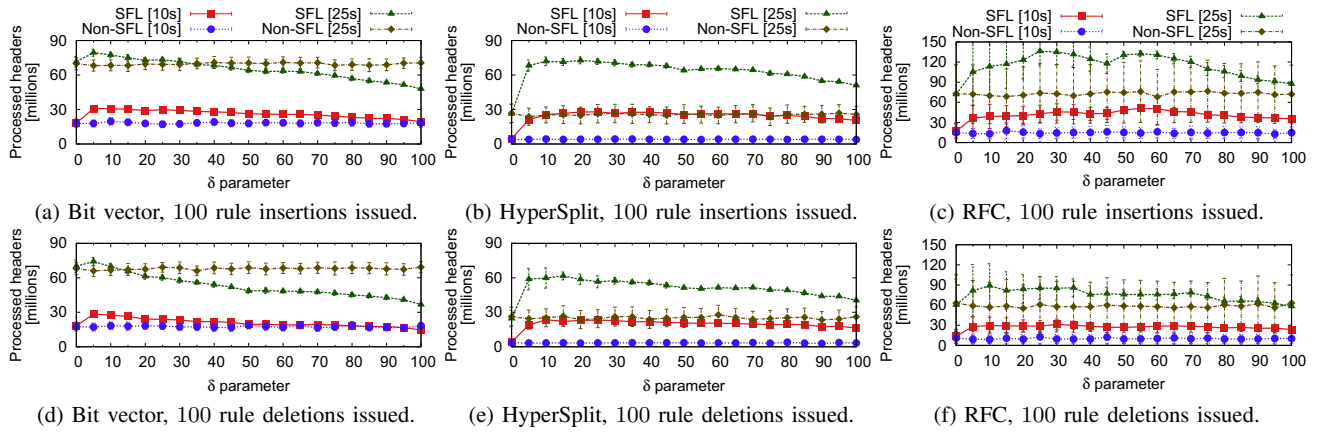 SFL [10s] SFL [25s]
Non-SFL [10s] Non-SFL [25s]
Processed headers
[millions]
90
60
30
0
0 10 20 30 40 50 60 70 80 90 100
δ parameter
(a) Bit vector, 100 rule insertions issued.
SFL [10s] SFL [25s]
Non-SFL [10s] Non-SFL [25s]
Processed headers
[millions]
90
60
30
0
0 10 20 30 40 50 60 70 80 90 100
δ parameter
(b) HyperSplit, 100 rule insertions issued.
SFL [10s] SFL [25s]
Non-SFL [10s] Non-SFL [25s]
Processed headers
[millions]
150
120
90
60
30
0
0 10 20 30 40 50 60 70 80 90 100
δ parameter
(c) RFC, 100 rule insertions issued.
Processed headers
[millions]
90
60
30
0
0 10 20 30 40 50 60 70 80 90 100
δ parameter
(d) Bit vector, 100 rule deletions issued.
Processed headers
[millions]
90
60
30
0
0 10 20 30 40 50 60 70 80 90 100
δ parameter
(e) HyperSplit, 100 rule deletions issued.
Processed headers
[millions]
150
120
90
60
30
0
0 10 20 30 40 50 60 70 80 90 100
δ parameter
(f) RFC, 100 rule deletions issued.